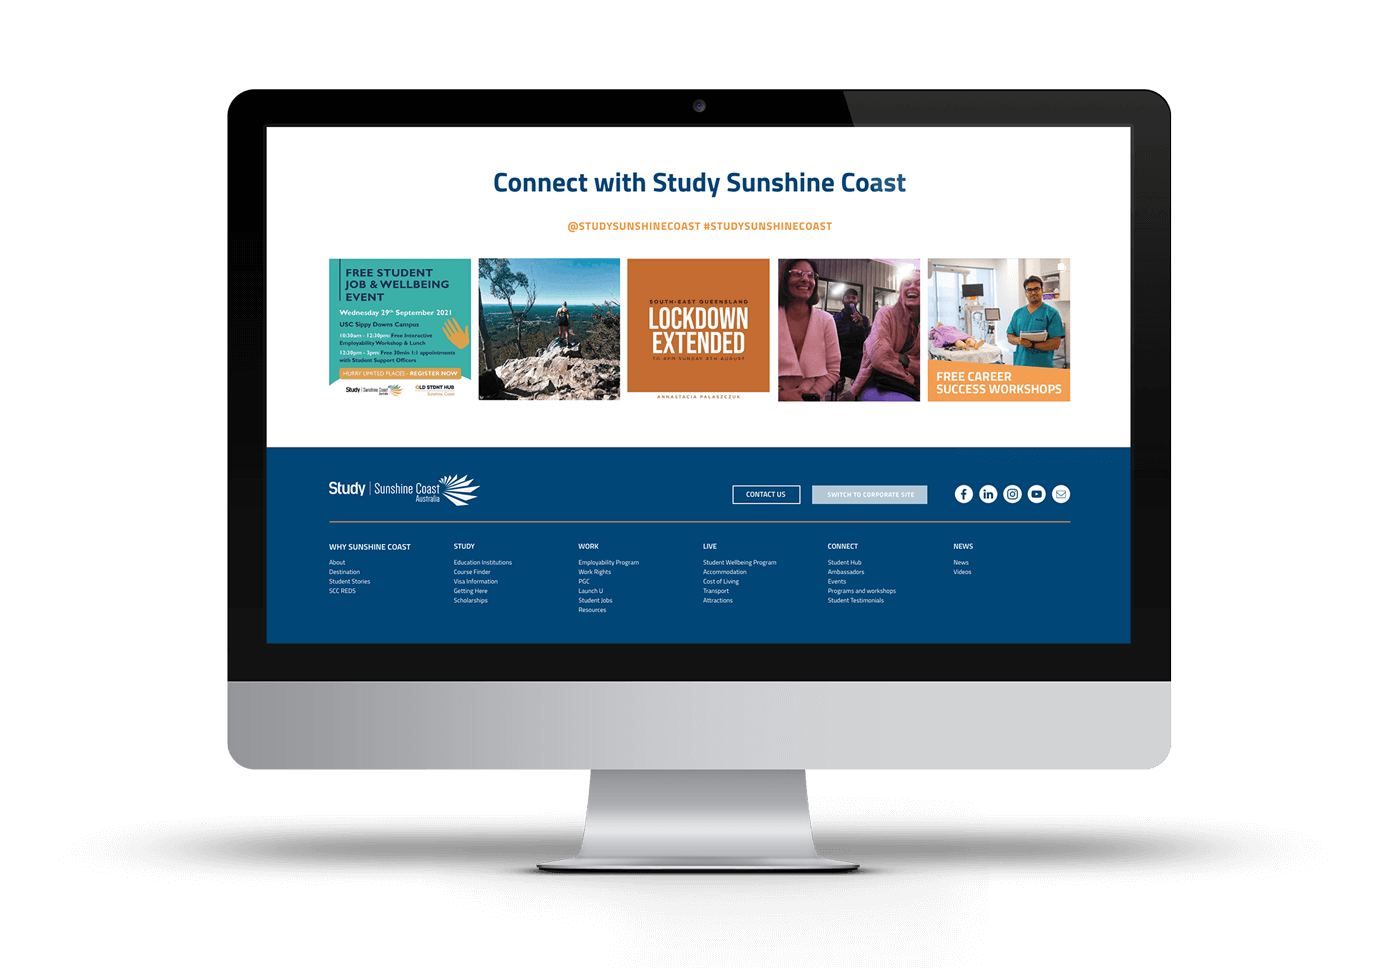 Connect with Study Sunshine Coast
@STUDYSUNSHINECOAST #STUDYSUNSHINECOAST
FREE STUDENT
JOB & WELLBEING
EVENT
Wednesday 29th September 2021
USC Sippy Downs Campus
10:30am - 12:30pm: Free Interactive
Employability Workshop & Lunch
12:30pm - 3pm: Free 30min 1:1 appointments
with Student Support Officers
HURRY LIMITED PLACES - REGISTER NOW
Study | Sunshine Coast
Australia
QLD STDNT HUB
Sunshine Coast
SOUTH-EAST QUEENSLAND
LOCKDOWN
EXTENDED
TO 4PM SUNDAY 8TH AUGUST
ANNASTACIA PALASZCZUK
FREE CAREER
SUCCESS WORKSHOPS
Study | Sunshine Coast
Australia
CONTACT US
SWITCH TO CORPORATE SITE
WHY SUNSHINE COAST
About
Destination
Student Stories
SCC REDS
STUDY
Education Institutions
Course Finder
Visa Information
Getting Here
Scholarships
WORK
Employability Program
Work Rights
PGC
Launch U
Student Jobs
Resources
LIVE
Student Wellbeing Program
Accommodation
Cost of Living
Transport
Attractions
CONNECT
Student Hub
Ambassadors
Events
Programs and workshops
Student Testimonials
NEWS
News
Videos